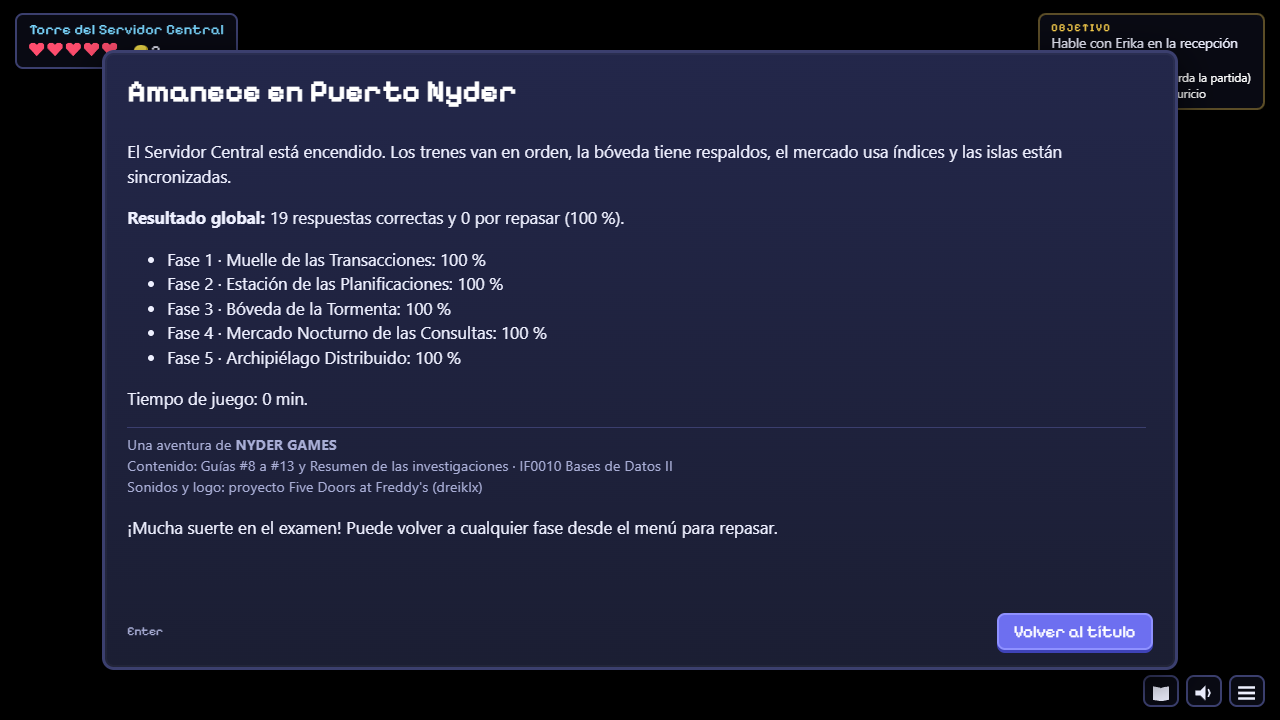 Torre del Servidor Central
OBJETIVO
Hable con Erika en la recepción
rda la partida)
uricio
Amanece en Puerto Nyder
El Servidor Central está encendido. Los trenes van en orden, la bóveda tiene respaldos, el mercado usa índices y las islas están
sincronizadas.
Resultado global: 19 respuestas correctas y 0 por repasar (100 %).
• Fase 1 · Muelle de las Transacciones: 100 %
• Fase 2 · Estación de las Planificaciones: 100 %
• Fase 3 · Bóveda de la Tormenta: 100 %
• Fase 4 · Mercado Nocturno de las Consultas: 100 %
• Fase 5 · Archipiélago Distribuido: 100 %
Tiempo de juego: 0 min.
Una aventura de NYDER GAMES
Contenido: Guías #8 a #13 y Resumen de las investigaciones · IF0010 Bases de Datos II
Sonidos y logo: proyecto Five Doors at Freddy's (dreiklx)
¡Mucha suerte en el examen! Puede volver a cualquier fase desde el menú para repasar.
Enter
Volver al título